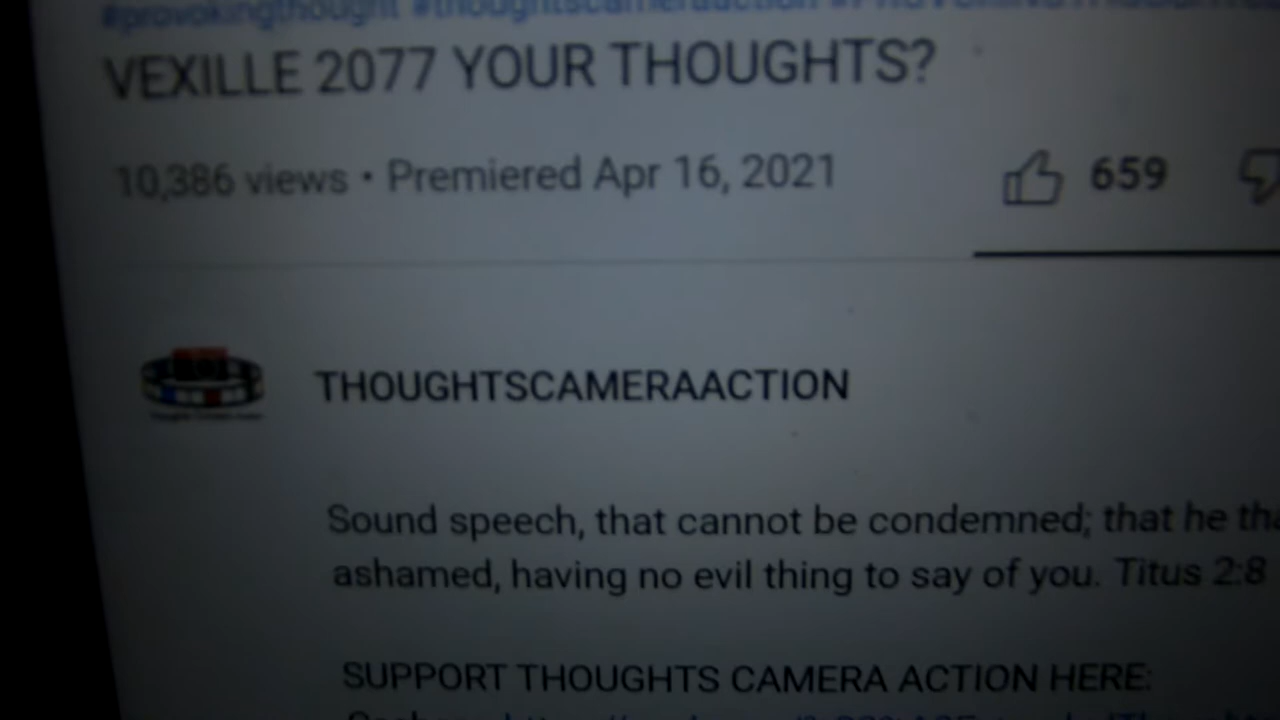 #provokingthought #thoughtscameraaction
VEXILLE 2077 YOUR THOUGHTS?
10,386 views • Premiered Apr 16, 2021
659
THOUGHTSCAMERAACTION
Sound speech, that cannot be condemned; that he
ashamed, having no evil thing to say of you. Titus 2:8
SUPPORT THOUGHTS CAMERA ACTION HERE: